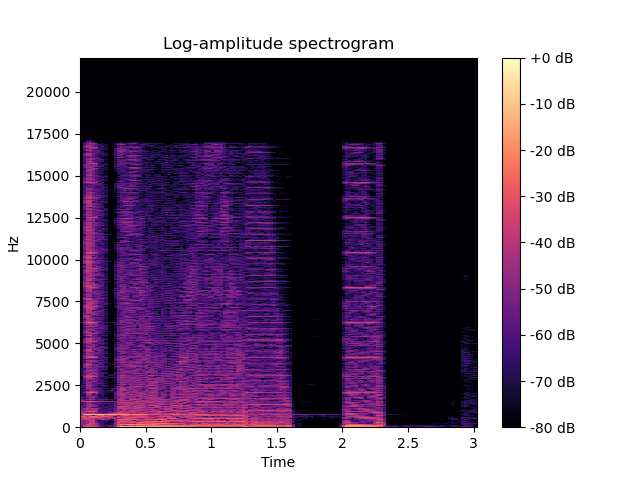 Log-amplitude spectrogram
Hz
20000
17500
15000
12500
10000
7500
5000
2500
0
0 0.5 1 1.5 2 2.5 3
Time
+0 dB
-10 dB
-20 dB
-30 dB
-40 dB
-50 dB
-60 dB
-70 dB
-80 dB